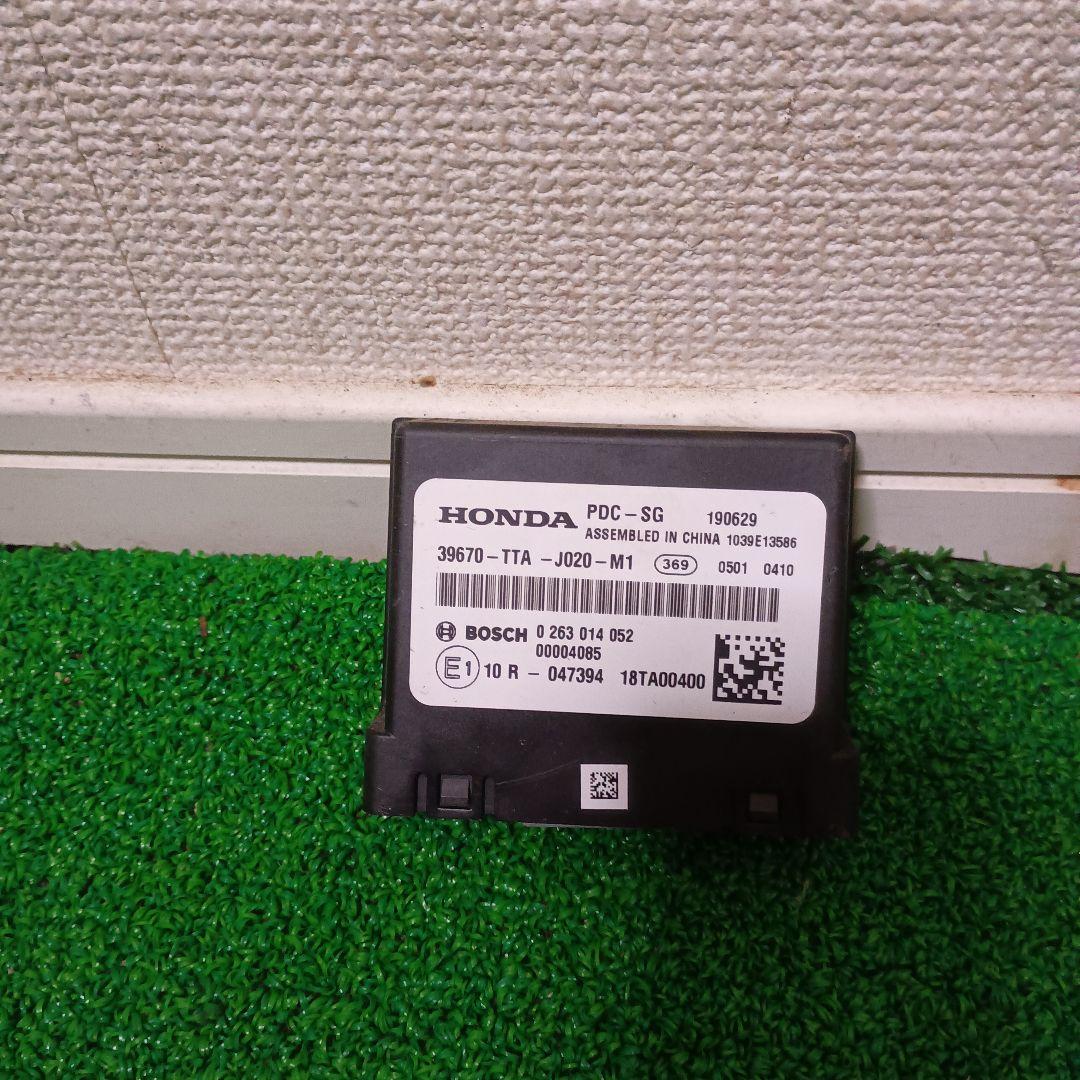 HONDA PDC-SG 190629
ASSEMBLED IN CHINA 1039E13586
39670-TTA-J020-M1 369 0501 0410
BOSCH 0 263 014 052
00004085
E1 10 R - 047394 18TA00400